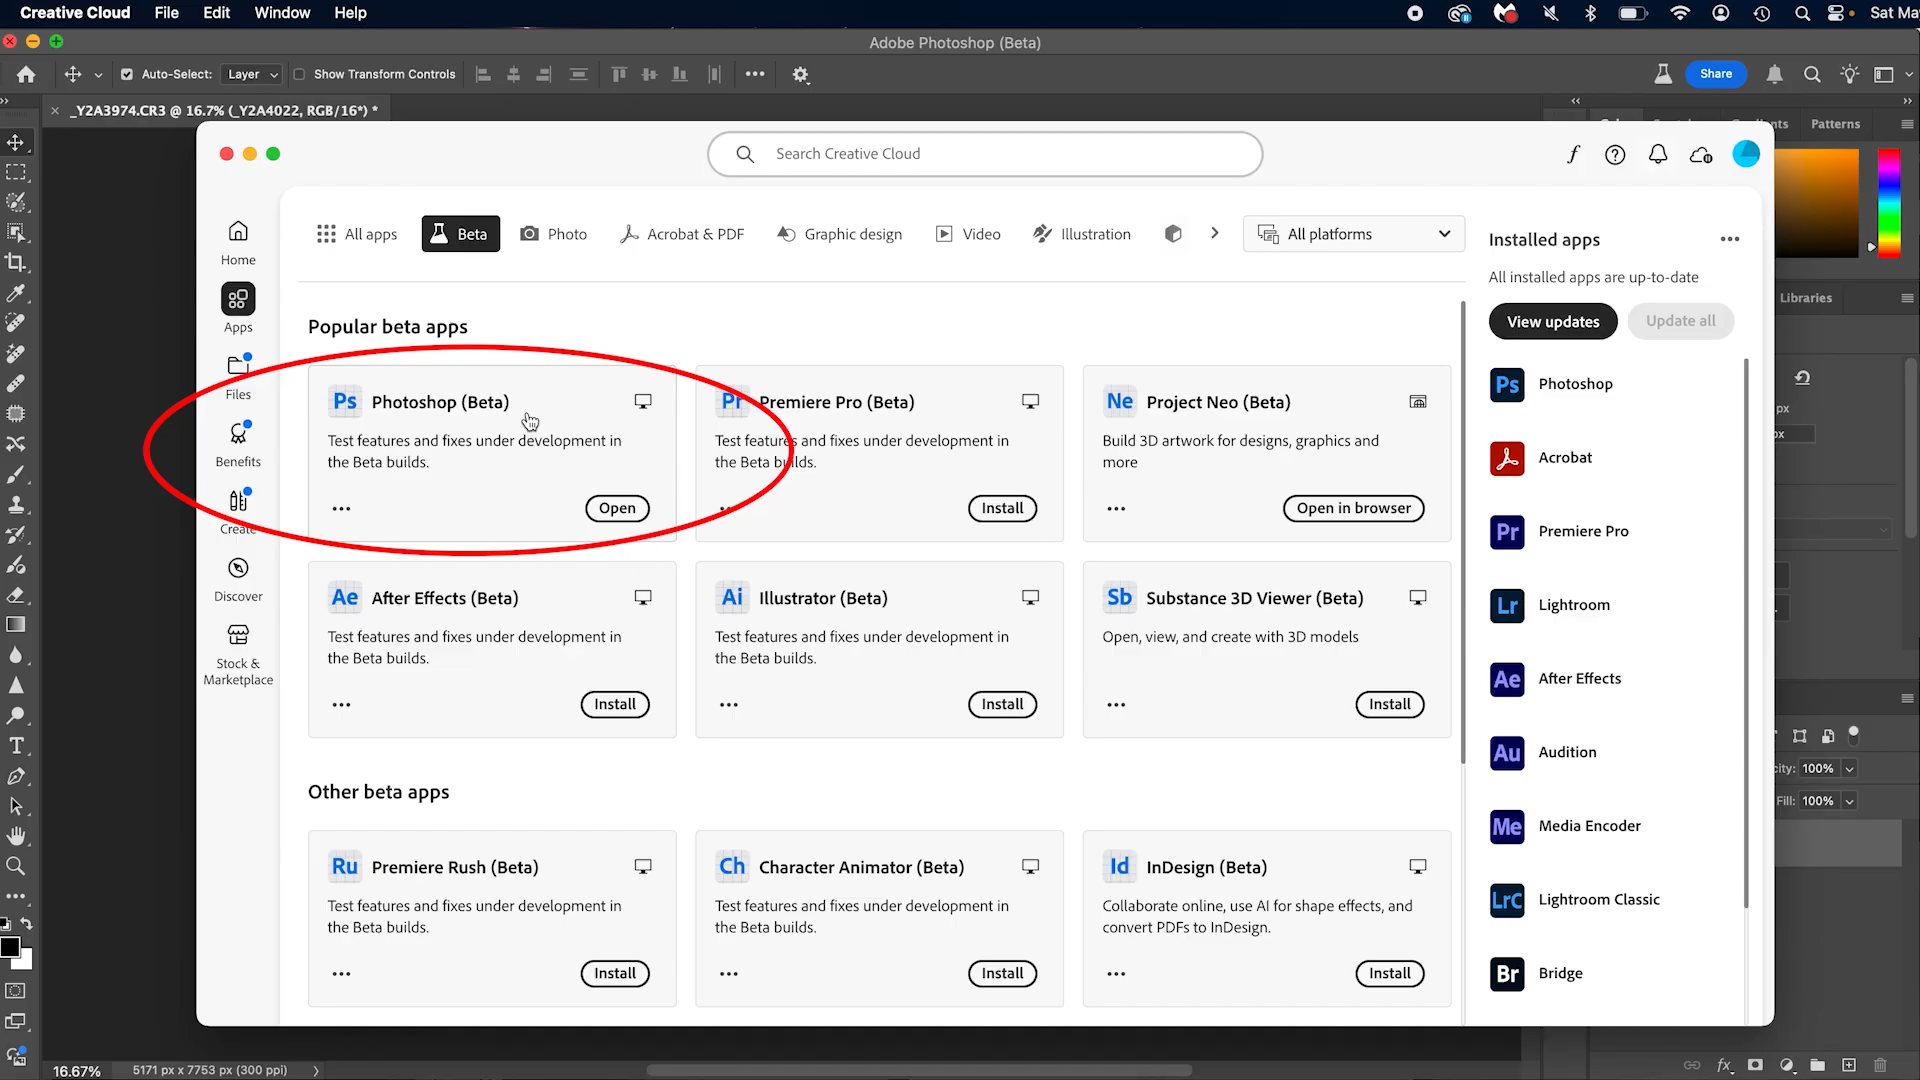 Creative Cloud File Edit Window Help
Sat May
Adobe Photoshop (Beta)
Auto-Select: Layer Show Transform Controls
Share
_Y2A3974.CR3 @ 16.7% (_Y2A4022, RGB/16*) *
Patterns
Search Creative Cloud
All apps
Beta
Photo
Acrobat & PDF
Graphic design
Video
Illustration
All platforms
Home
Apps
Files
Benefits
Create
Discover
Stock &
Marketplace
Popular beta apps
Ps Photoshop (Beta)
Test features and fixes under development in
the Beta builds.
Open
Pr Premiere Pro (Beta)
Test features and fixes under development in
the Beta builds.
Install
Ne Project Neo (Beta)
Build 3D artwork for designs, graphics and
more
Open in browser
Ae After Effects (Beta)
Test features and fixes under development in
the Beta builds.
Install
Ai Illustrator (Beta)
Test features and fixes under development in
the Beta builds.
Install
Sb Substance 3D Viewer (Beta)
Open, view, and create with 3D models
Install
Other beta apps
Ru Premiere Rush (Beta)
Test features and fixes under development in
the Beta builds.
Install
Ch Character Animator (Beta)
Test features and fixes under development in
the Beta builds.
Install
Id InDesign (Beta)
Collaborate online, use AI for shape effects, and
convert PDFs to InDesign.
Install
Installed apps
All installed apps are up-to-date
View updates
Update all
Ps Photoshop
Acrobat
Pr Premiere Pro
Lr Lightroom
Ae After Effects
Au Audition
Me Media Encoder
LrC Lightroom Classic
Br Bridge
Libraries
px
px
100%
Fill: 100%
16.67% 5171 px x 7753 px (300 ppi)
fx